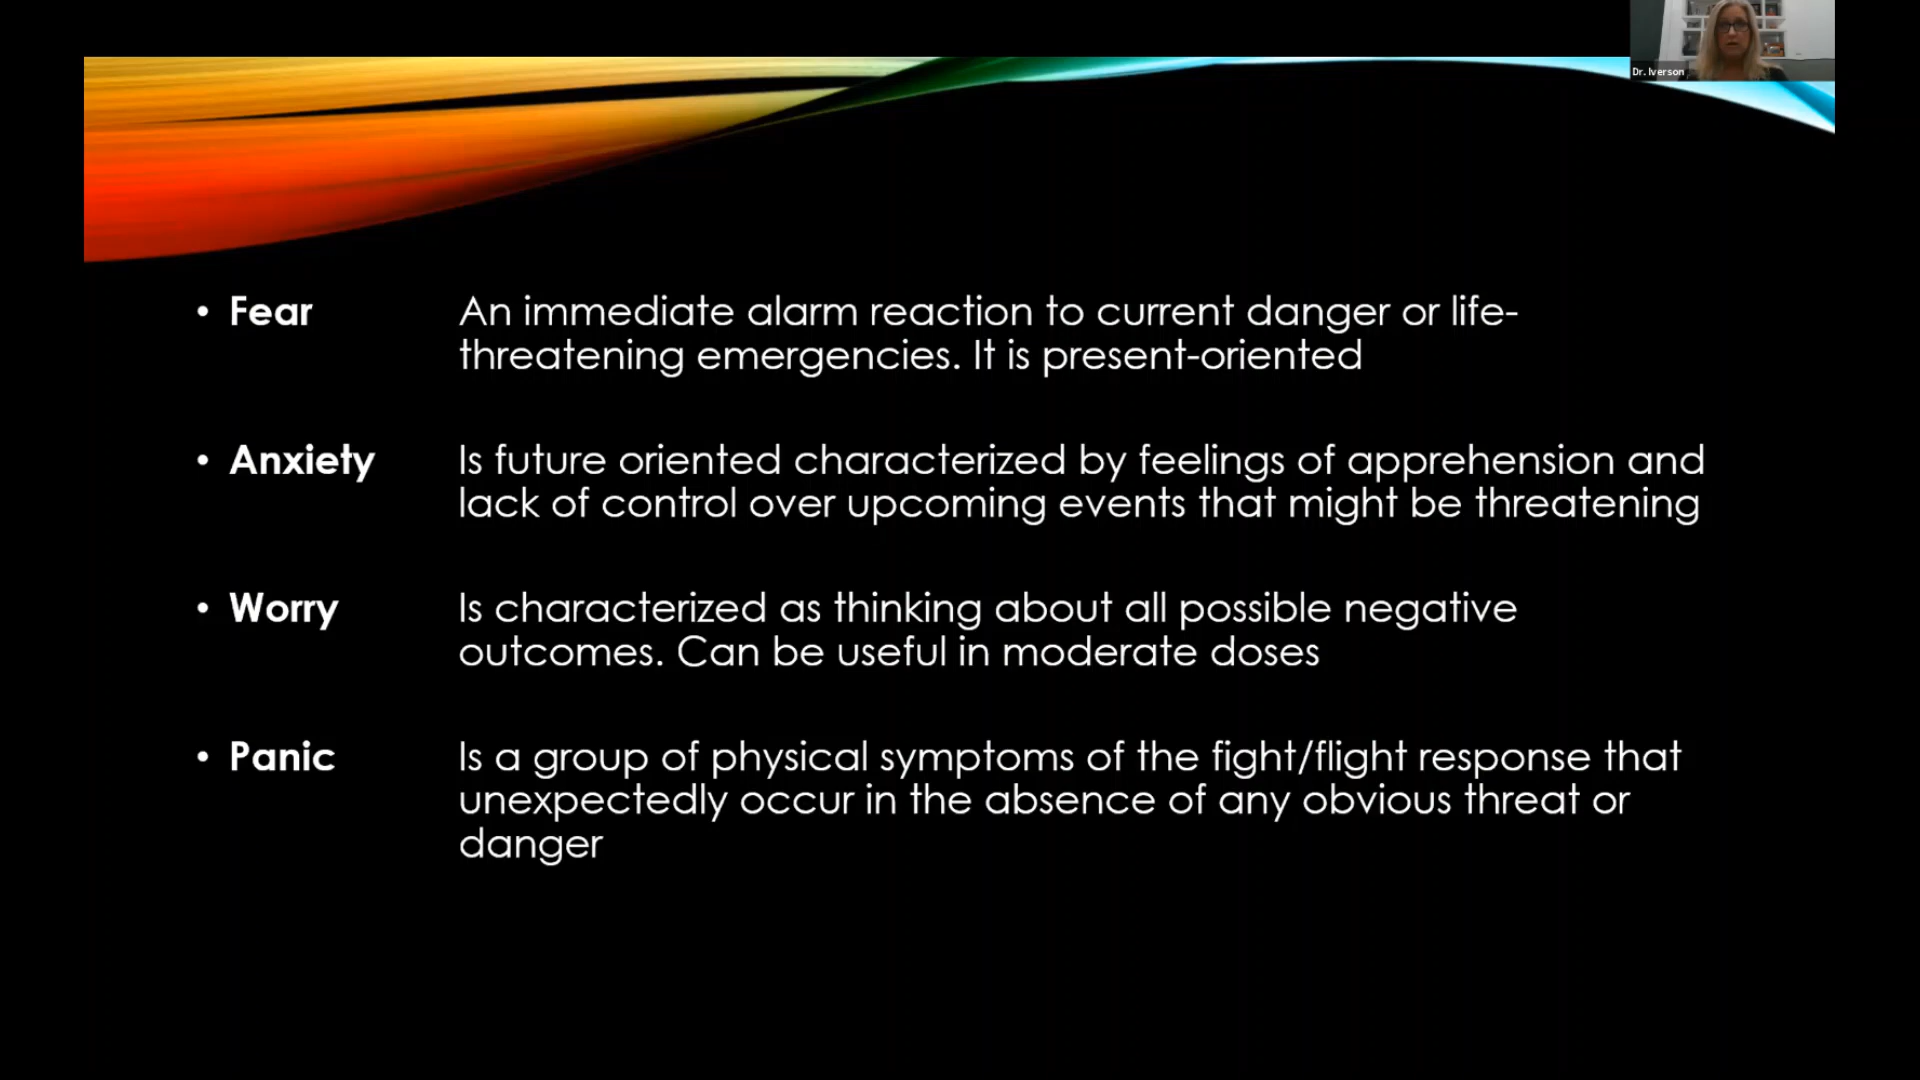 Dr. Iverson
• Fear An immediate alarm reaction to current danger or life-
threatening emergencies. It is present-oriented
• Anxiety Is future oriented characterized by feelings of apprehension and
lack of control over upcoming events that might be threatening
• Worry Is characterized as thinking about all possible negative
outcomes. Can be useful in moderate doses
• Panic Is a group of physical symptoms of the fight/flight response that
unexpectedly occur in the absence of any obvious threat or
danger